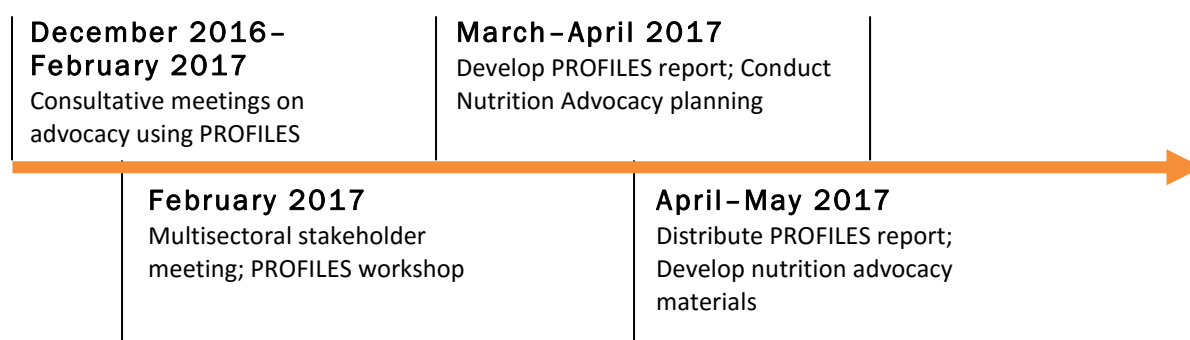 December 2016–
February 2017
Consultative meetings on
advocacy using PROFILES
February 2017
Multisectoral stakeholder
meeting; PROFILES workshop
March–April 2017
Develop PROFILES report; Conduct
Nutrition Advocacy planning
April–May 2017
Distribute PROFILES report;
Develop nutrition advocacy
materials